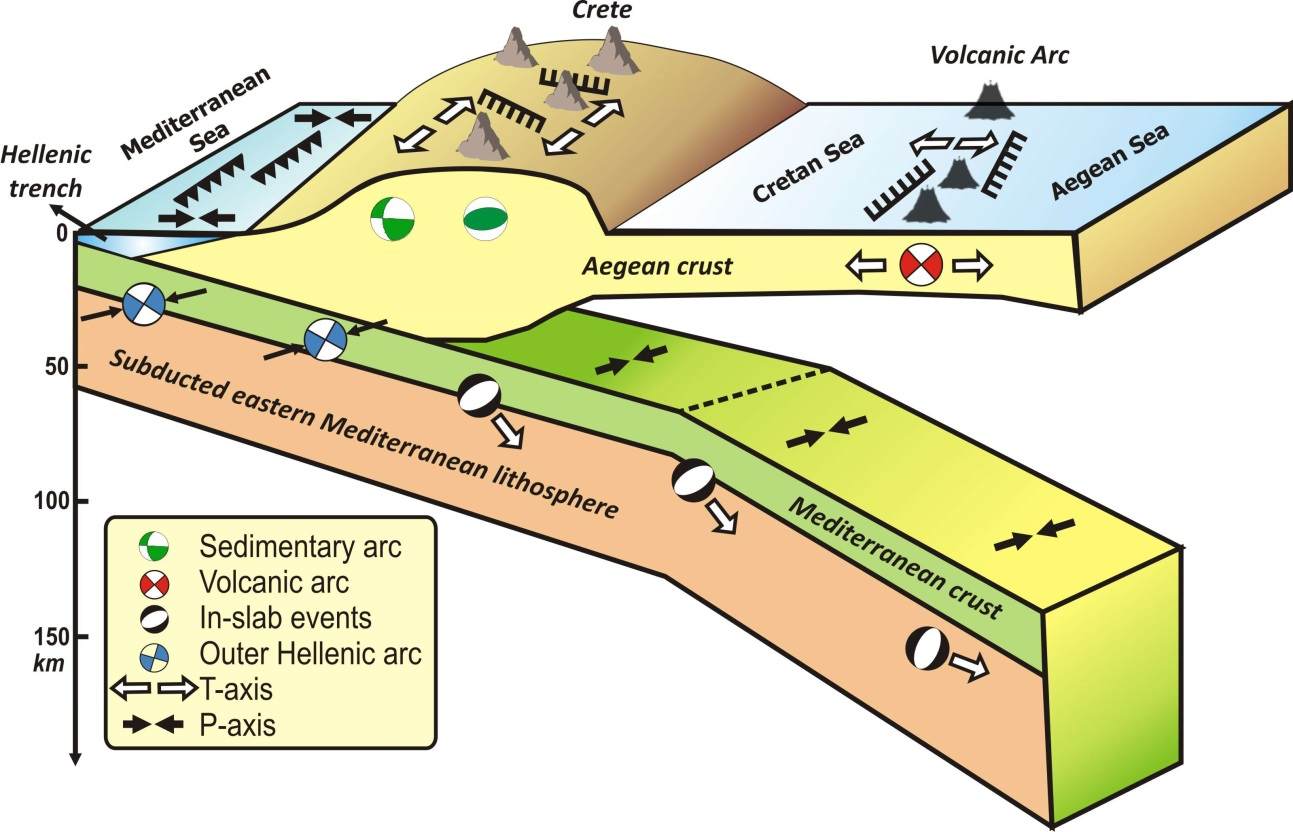 Crete
Volcanic Arc
Mediterranean
Sea
Hellenic
trench
Cretan Sea
Aegean Sea
0
Aegean crust
50
Subducted eastern Mediterranean lithosphere
100
Mediterranean crust
150
km
Sedimentary arc
Volcanic arc
In-slab events
Outer Hellenic arc
T-axis
P-axis